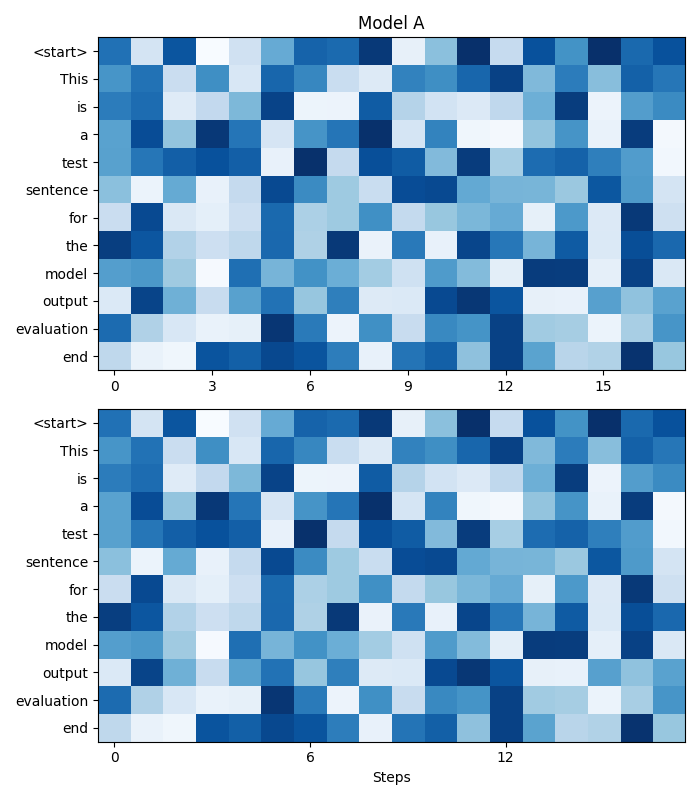 Model A
<start>
This
is
a
test
sentence
for
the
model
output
evaluation
end
0 3 6 9 12 15
<start>
This
is
a
test
sentence
for
the
model
output
evaluation
end
0 6 12
Steps